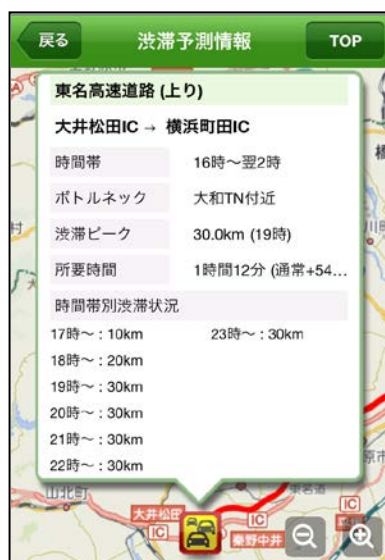 戻る 渋滞予測情報 TOP
東名高速道路 (上り)
大井松田IC → 横浜町田IC
時間帯 16時～翌2時
ボトルネック 大和TN付近
渋滞ピーク 30.0km (19時)
所要時間 1時間12分 (通常+54...
時間帯別渋滞状況
17時～ : 10km 23時～ : 30km
18時～ : 20km
19時～ : 30km
20時～ : 30km
21時～ : 30km
22時～ : 30km
山北町
東名道
大井松田
IC
IC
秦野中井
IC